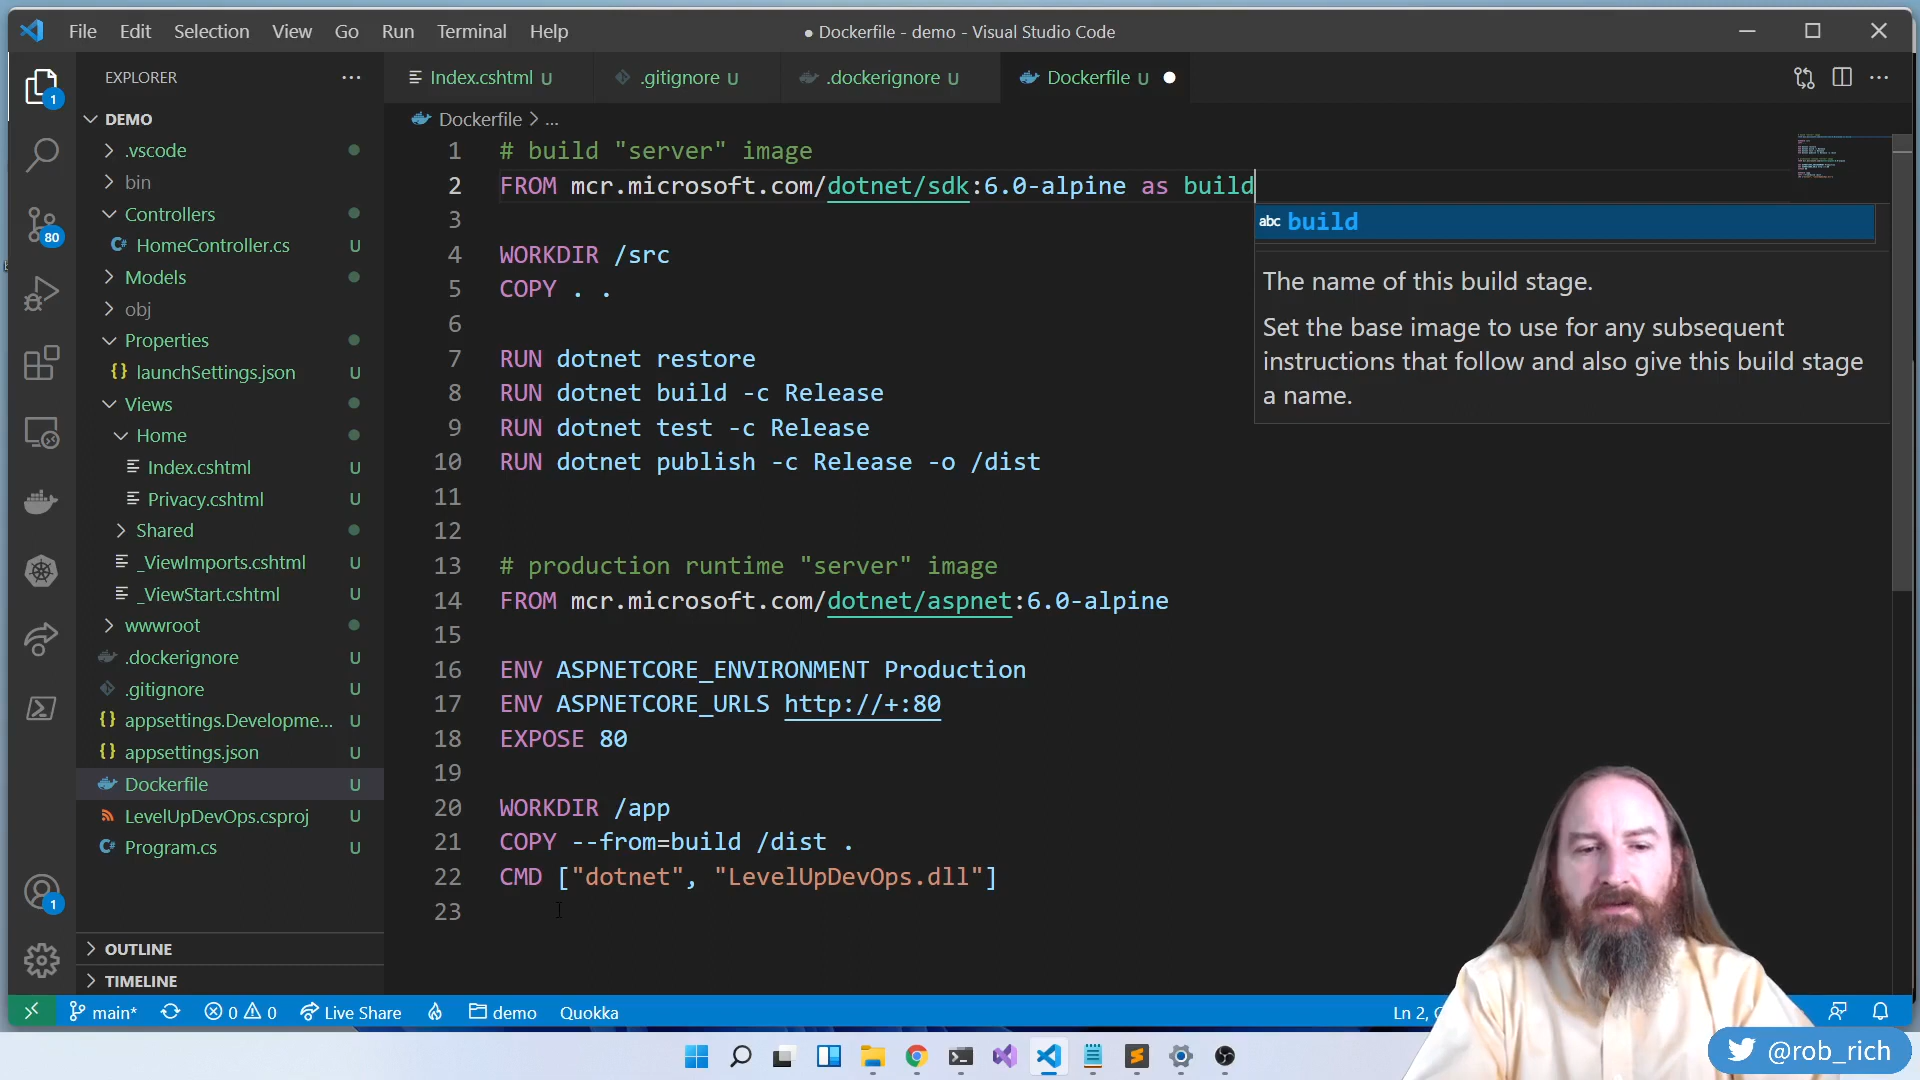 File Edit Selection View Go Run Terminal Help
● Dockerfile - demo - Visual Studio Code
EXPLORER ...
Index.cshtml U
.gitignore U
.dockerignore U
Dockerfile U
1
DEMO
.vscode
bin
Controllers
HomeController.cs U
Models
obj
Properties
launchSettings.json U
Views
Home
Index.cshtml U
Privacy.cshtml U
Shared
_ViewImports.cshtml U
_ViewStart.cshtml U
wwwroot
.dockerignore U
.gitignore U
appsettings.Developme... U
appsettings.json U
Dockerfile U
LevelUpDevOps.csproj U
Program.cs U
OUTLINE
TIMELINE
80
1
Dockerfile > ...
1 # build "server" image
2 FROM mcr.microsoft.com/dotnet/sdk:6.0-alpine as build
3
4 WORKDIR /src
5 COPY . .
6
7 RUN dotnet restore
8 RUN dotnet build -c Release
9 RUN dotnet test -c Release
10 RUN dotnet publish -c Release -o /dist
11
12
13 # production runtime "server" image
14 FROM mcr.microsoft.com/dotnet/aspnet:6.0-alpine
15
16 ENV ASPNETCORE_ENVIRONMENT Production
17 ENV ASPNETCORE_URLS http://+:80
18 EXPOSE 80
19
20 WORKDIR /app
21 COPY --from=build /dist .
22 CMD ["dotnet", "LevelUpDevOps.dll"]
23
abc build
The name of this build stage.
Set the base image to use for any subsequent
instructions that follow and also give this build stage
a name.
main* 0 0 Live Share demo Quokka
Ln 2,
@rob_rich